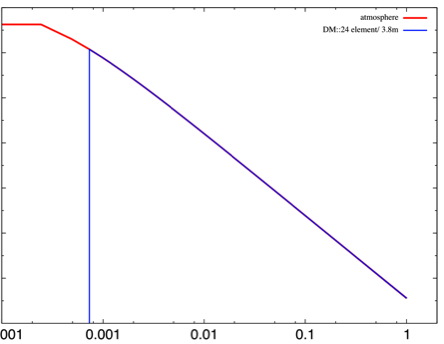 atmosphere
DM::24 element/ 3.8m
001 0.001 0.01 0.1 1